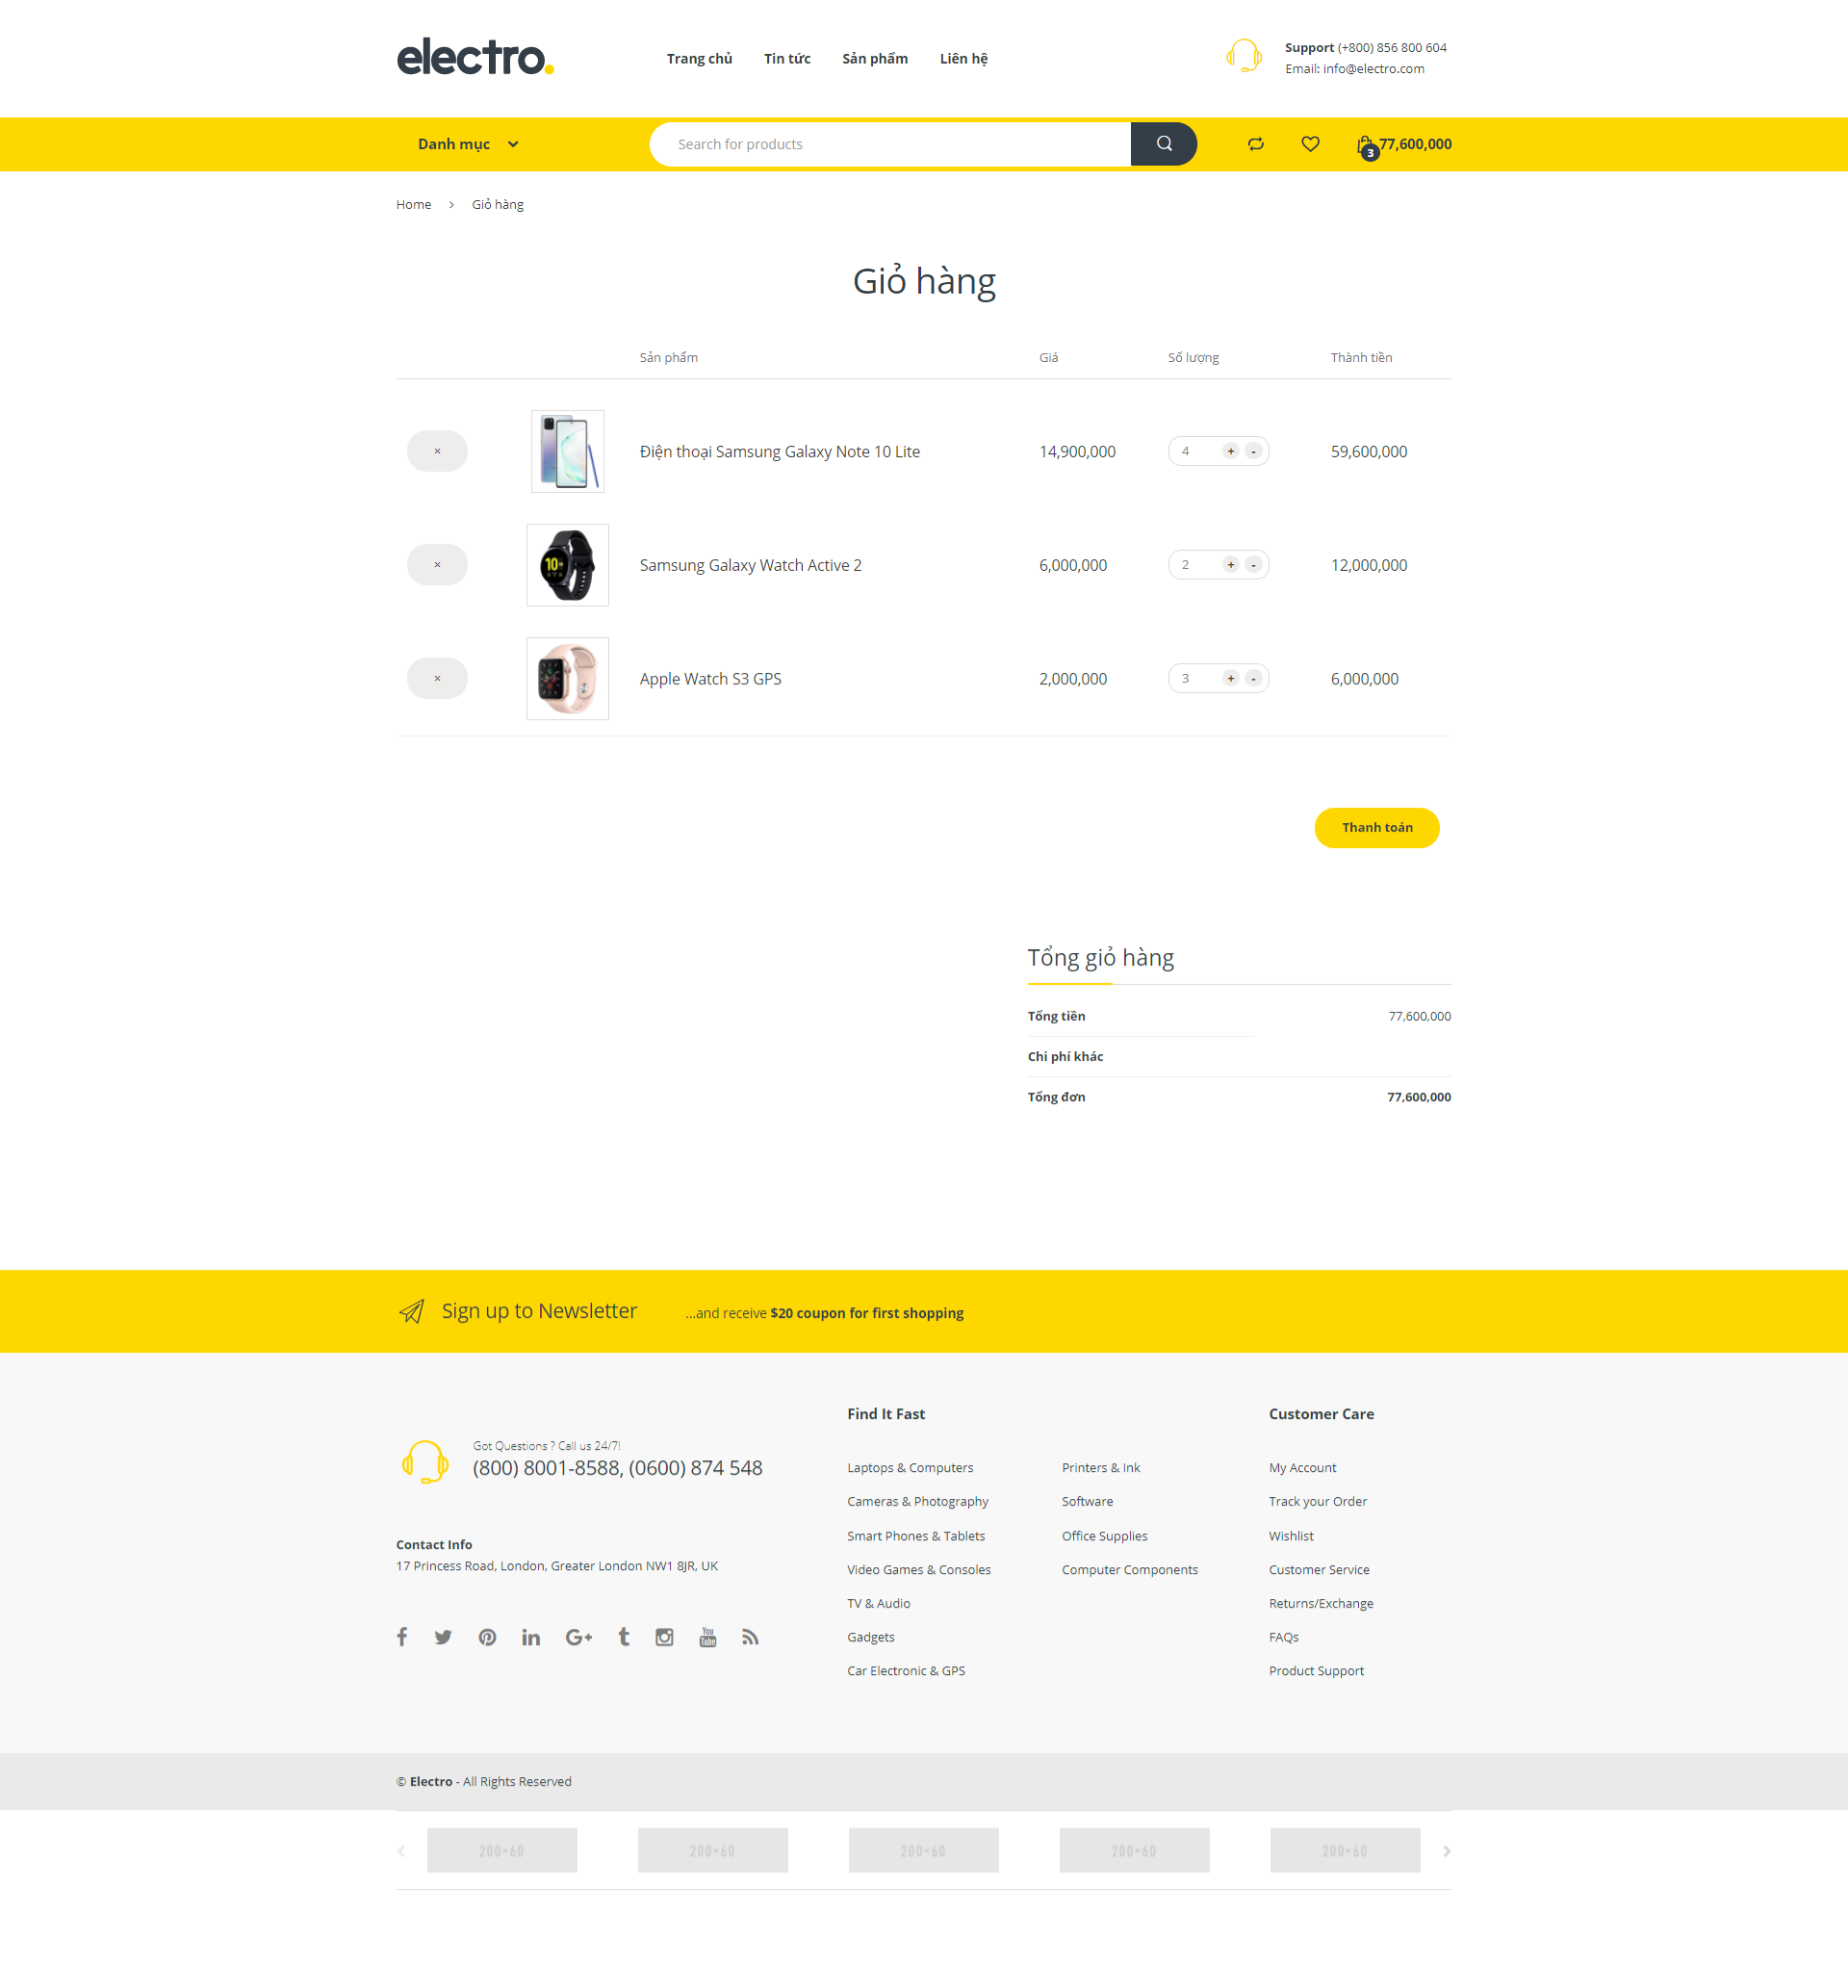 electro.
Trang chủ Tin tức Sản phẩm Liên hệ
Support (+800) 856 800 604
Email: info@electro.com
Danh mục
Search for products
3 77,600,000
Home › Giỏ hàng
Giỏ hàng
Sản phẩm Giá Số lượng Thành tiền
× Điện thoại Samsung Galaxy Note 10 Lite 14,900,000 4 + - 59,600,000
10
× Samsung Galaxy Watch Active 2 6,000,000 2 + - 12,000,000
× Apple Watch S3 GPS 2,000,000 3 + - 6,000,000
Thanh toán
Tổng giỏ hàng
Tổng tiền 77,600,000
Chi phí khác
Tổng đơn 77,600,000
Sign up to Newsletter ...and receive $20 coupon for first shopping
Got Questions ? Call us 24/7!
(800) 8001-8588, (0600) 874 548
Contact Info
17 Princess Road, London, Greater London NW1 8JR, UK
You
Tube
Find It Fast
Laptops & Computers
Cameras & Photography
Smart Phones & Tablets
Video Games & Consoles
TV & Audio
Gadgets
Car Electronic & GPS
Printers & Ink
Software
Office Supplies
Computer Components
Customer Care
My Account
Track your Order
Wishlist
Customer Service
Returns/Exchange
FAQs
Product Support
© Electro - All Rights Reserved
200×60 200×60 200×60 200×60 200×60